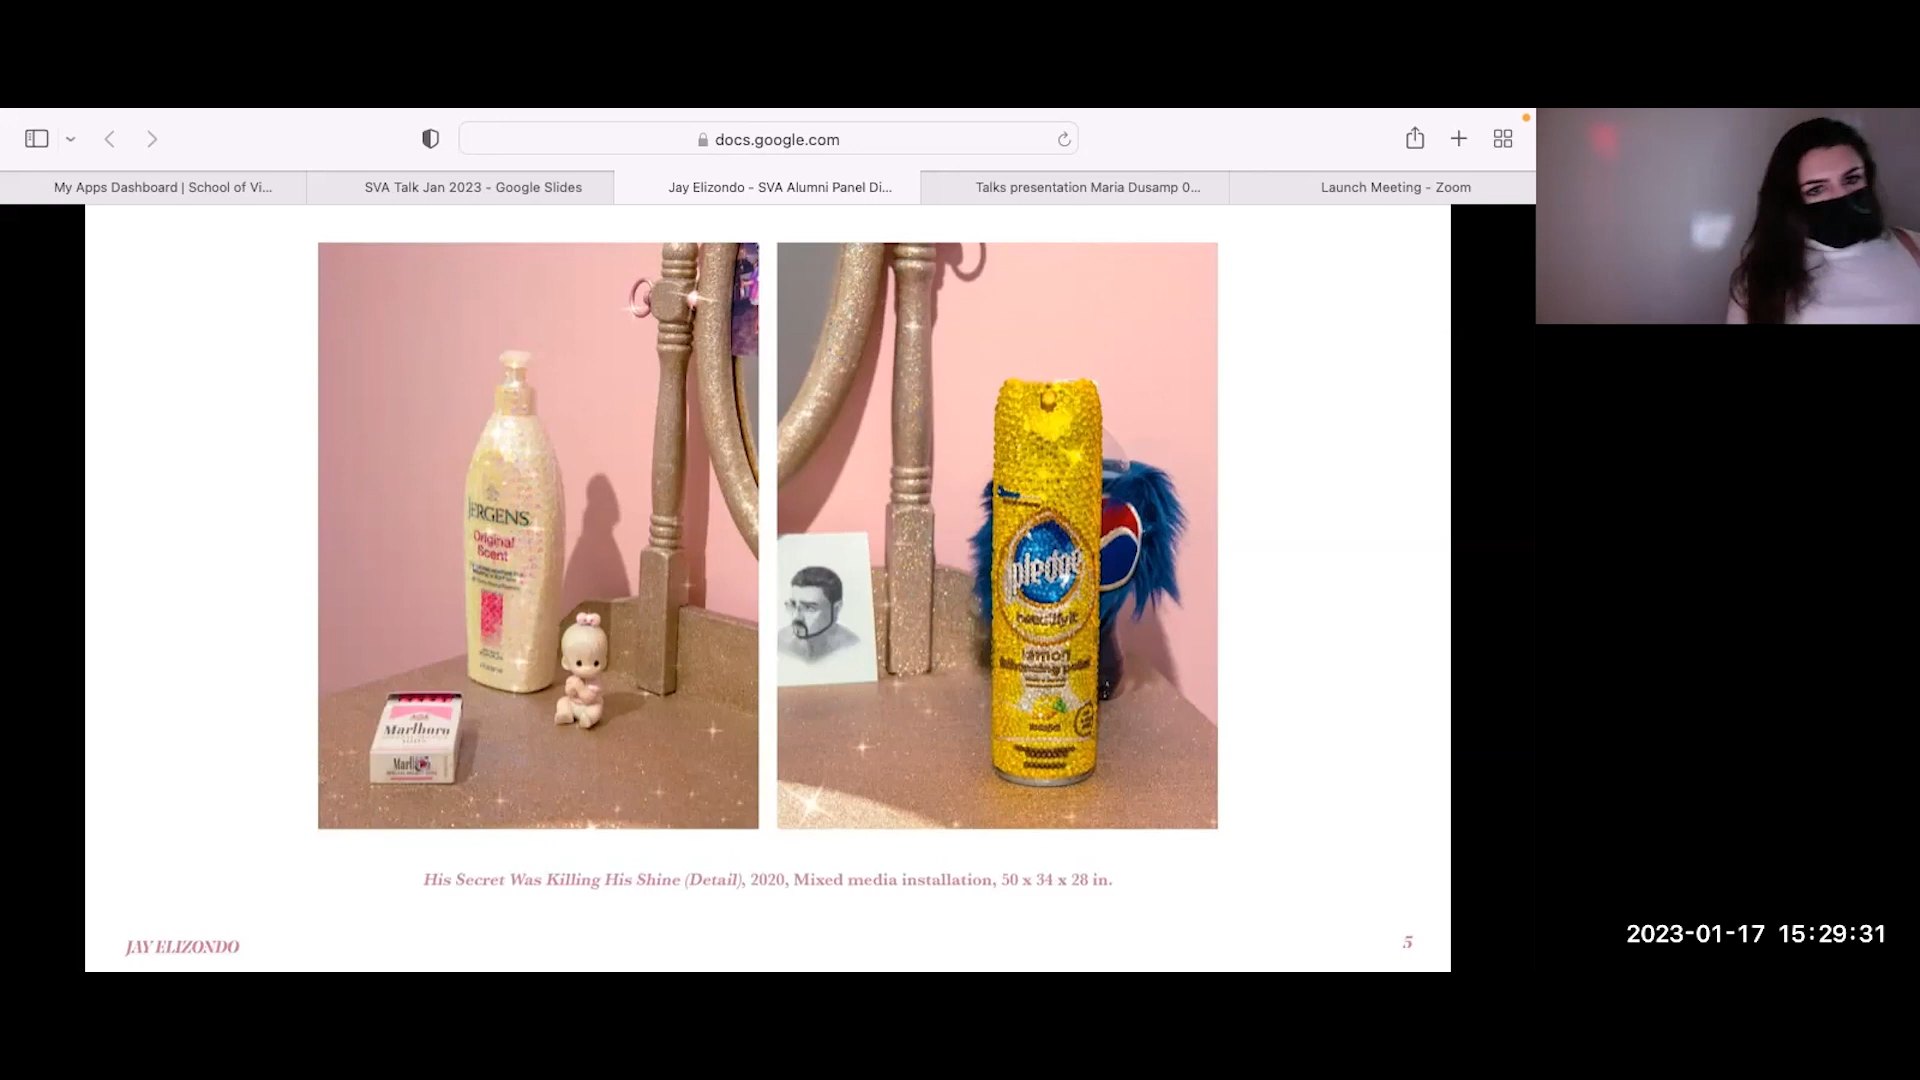 docs.google.com
My Apps Dashboard | School of Vi...
SVA Talk Jan 2023 - Google Slides
Jay Elizondo - SVA Alumni Panel Di...
Talks presentation Maria Dusamp 0...
Launch Meeting - Zoom
JERGENS
Original
Scent
Marlboro
pledge
beautify it
lemon
His Secret Was Killing His Shine (Detail), 2020, Mixed media installation, 50 x 34 x 28 in.
JAY ELIZONDO
5
2023-01-17 15:29:31